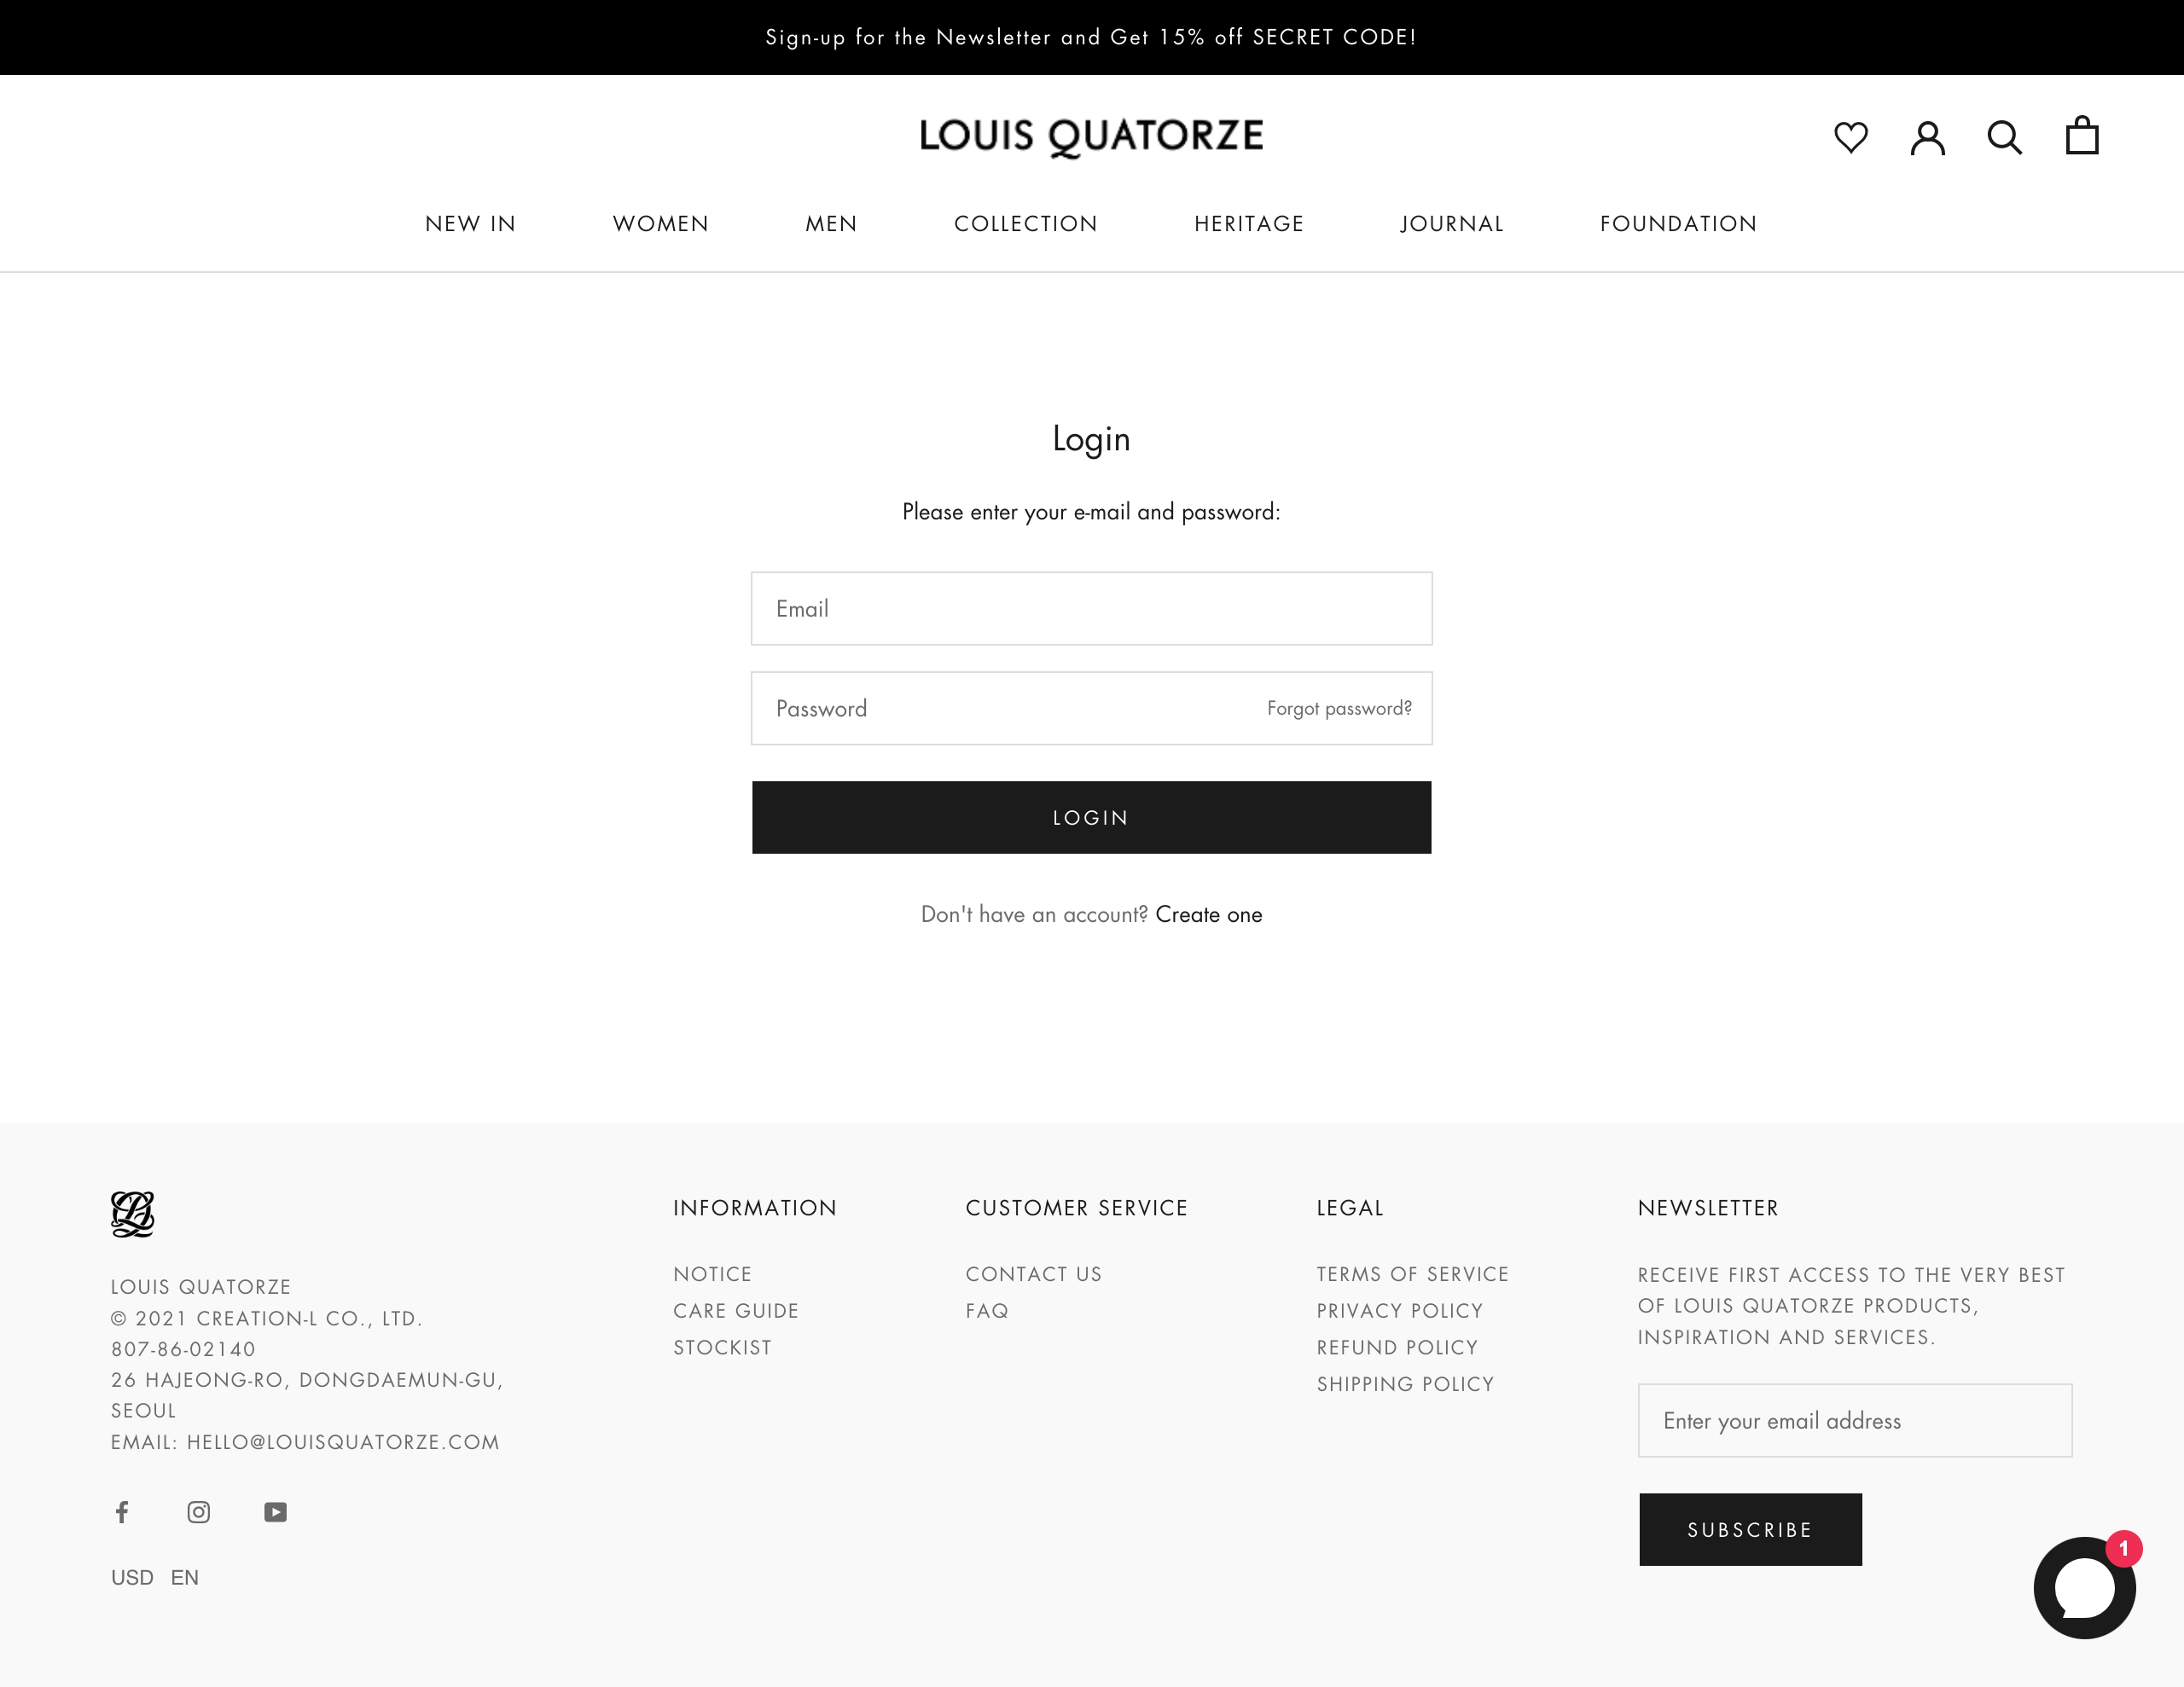 Sign-up for the Newsletter and Get 15% off SECRET CODE!
LOUIS QUATORZE
NEW IN
WOMEN
MEN
COLLECTION
HERITAGE
JOURNAL
FOUNDATION
Login
Please enter your e-mail and password:
Email
Password
Forgot password?
LOGIN
Don't have an account? Create one
LOUIS QUATORZE
© 2021 CREATION-L CO., LTD.
807-86-02140
26 HAJEONG-RO, DONGDAEMUN-GU,
SEOUL
EMAIL: HELLO@LOUISQUATORZE.COM
USD EN
INFORMATION
NOTICE
CARE GUIDE
STOCKIST
CUSTOMER SERVICE
CONTACT US
FAQ
LEGAL
TERMS OF SERVICE
PRIVACY POLICY
REFUND POLICY
SHIPPING POLICY
NEWSLETTER
RECEIVE FIRST ACCESS TO THE VERY BEST
OF LOUIS QUATORZE PRODUCTS,
INSPIRATION AND SERVICES.
Enter your email address
SUBSCRIBE
1